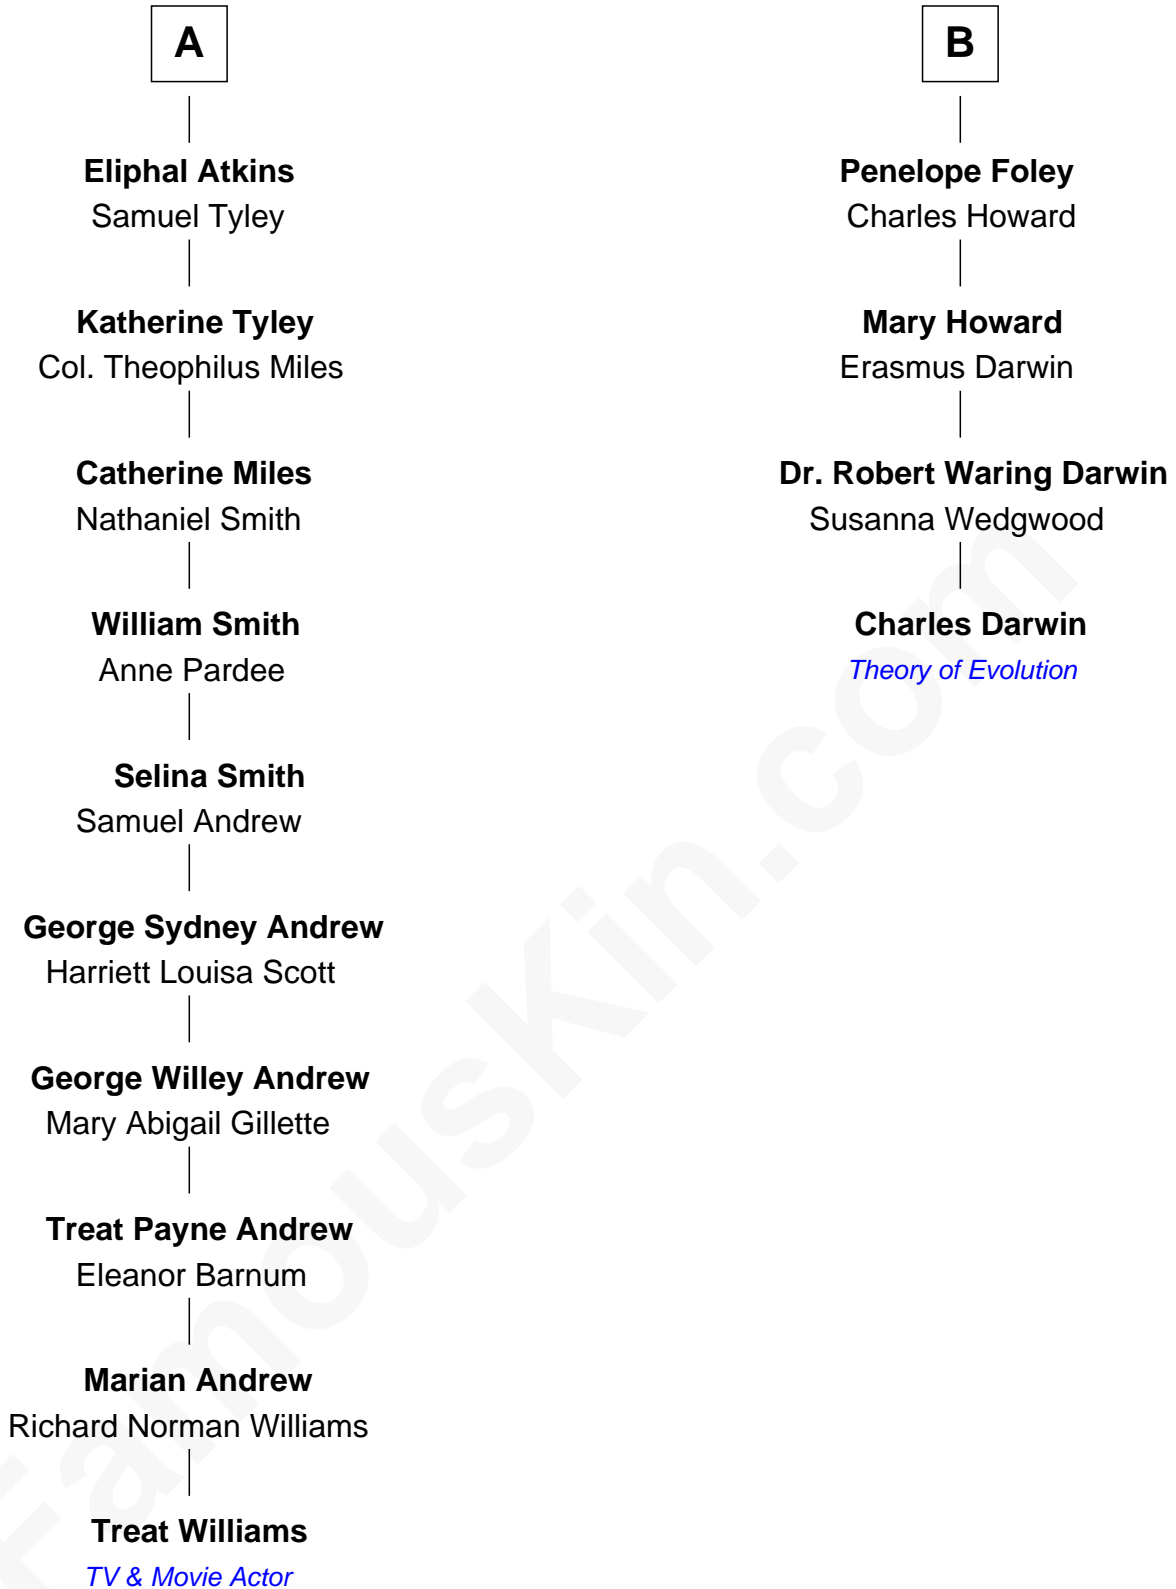 A
Eliphal Atkins
Samuel Tyley
Katherine Tyley
Col. Theophilus Miles
Catherine Miles
Nathaniel Smith
William Smith
Anne Pardee
Selina Smith
Samuel Andrew
George Sydney Andrew
Harriett Louisa Scott
George Willey Andrew
Mary Abigail Gillette
Treat Payne Andrew
Eleanor Barnum
Marian Andrew
Richard Norman Williams
Treat Williams
TV & Movie Actor
B
Penelope Foley
Charles Howard
Mary Howard
Erasmus Darwin
Dr. Robert Waring Darwin
Susanna Wedgwood
Charles Darwin
Theory of Evolution
FamousKin.com